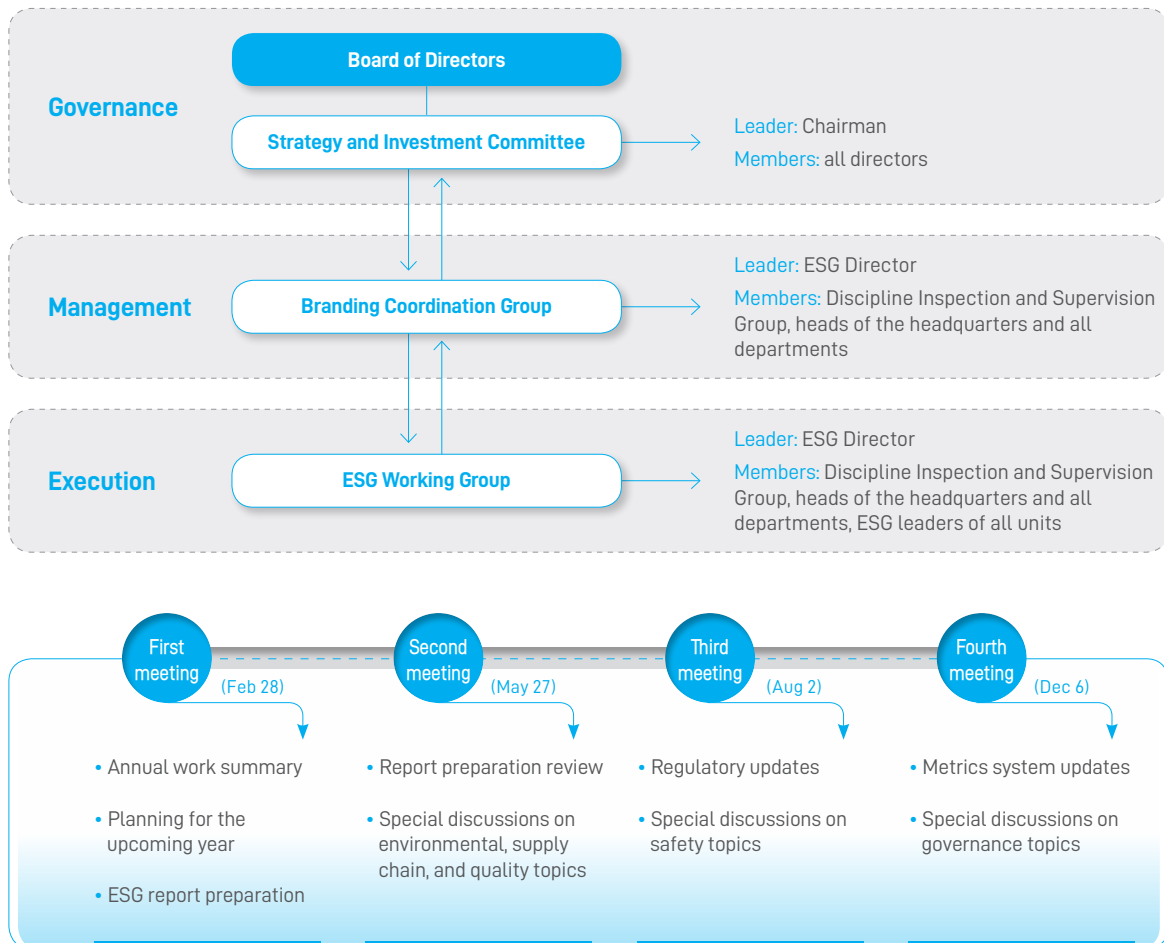 Board of Directors
Governance
Strategy and Investment Committee
Leader: Chairman
Members: all directors
Management
Branding Coordination Group
Leader: ESG Director
Members: Discipline Inspection and Supervision
Group, heads of the headquarters and all
departments
Execution
ESG Working Group
Leader: ESG Director
Members: Discipline Inspection and Supervision
Group, heads of the headquarters and all
departments, ESG leaders of all units
First
meeting
(Feb 28)
• Annual work summary
• Planning for the
upcoming year
• ESG report preparation
Second
meeting
(May 27)
• Report preparation review
• Special discussions on
environmental, supply
chain, and quality topics
Third
meeting
(Aug 2)
• Regulatory updates
• Special discussions on
safety topics
Fourth
meeting
(Dec 6)
• Metrics system updates
• Special discussions on
governance topics